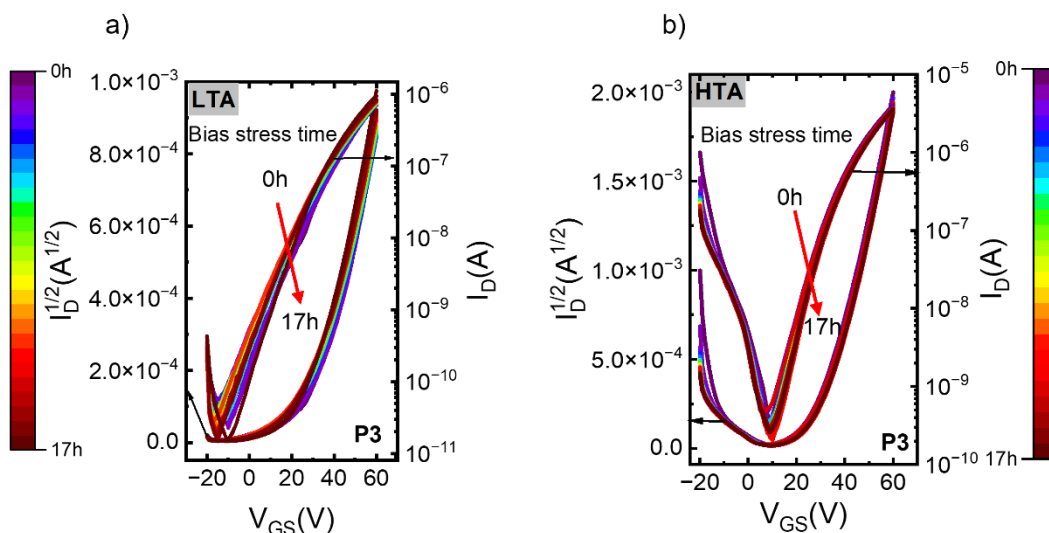 a)
0h
17h
LTA
Bias stress time
0h
17h
P3
I_D^{1/2}(A^{1/2})
1.0×10⁻³
8.0×10⁻⁴
6.0×10⁻⁴
4.0×10⁻⁴
2.0×10⁻⁴
0.0
I_D(A)
10⁻⁶
10⁻⁷
10⁻⁸
10⁻⁹
10⁻¹⁰
10⁻¹¹
−20 0 20 40 60
V_GS(V)
b)
HTA
Bias stress time
0h
17h
P3
I_D^{1/2}(A^{1/2})
2.0×10⁻³
1.5×10⁻³
1.0×10⁻³
5.0×10⁻⁴
0.0
I_D(A)
10⁻⁵
10⁻⁶
10⁻⁷
10⁻⁸
10⁻⁹
10⁻¹⁰
−20 0 20 40 60
V_GS(V)
0h
17h